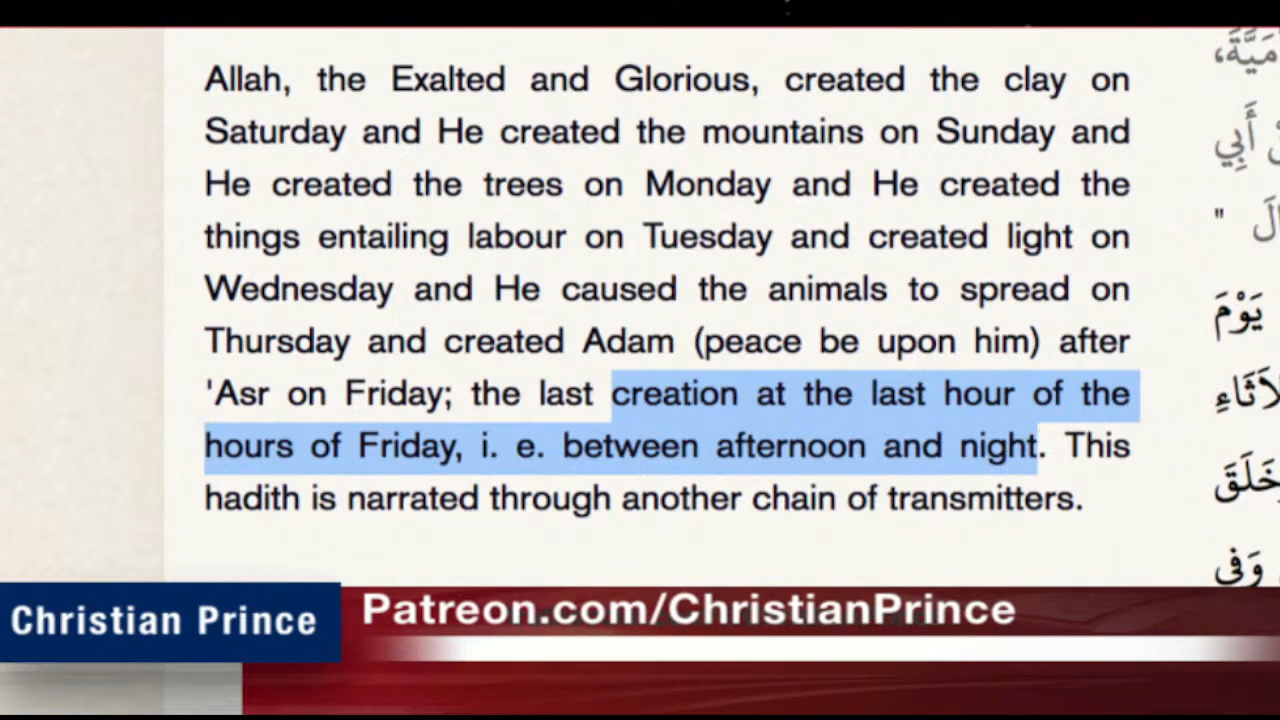 Allah, the Exalted and Glorious, created the clay on
Saturday and He created the mountains on Sunday and
He created the trees on Monday and He created the
things entailing labour on Tuesday and created light on
Wednesday and He caused the animals to spread on
Thursday and created Adam (peace be upon him) after
'Asr on Friday; the last creation at the last hour of the
hours of Friday, i. e. between afternoon and night. This
hadith is narrated through another chain of transmitters.
أَبِي
"
يَوْمَ
وَفِي
Christian Prince
Patreon.com/ChristianPrince